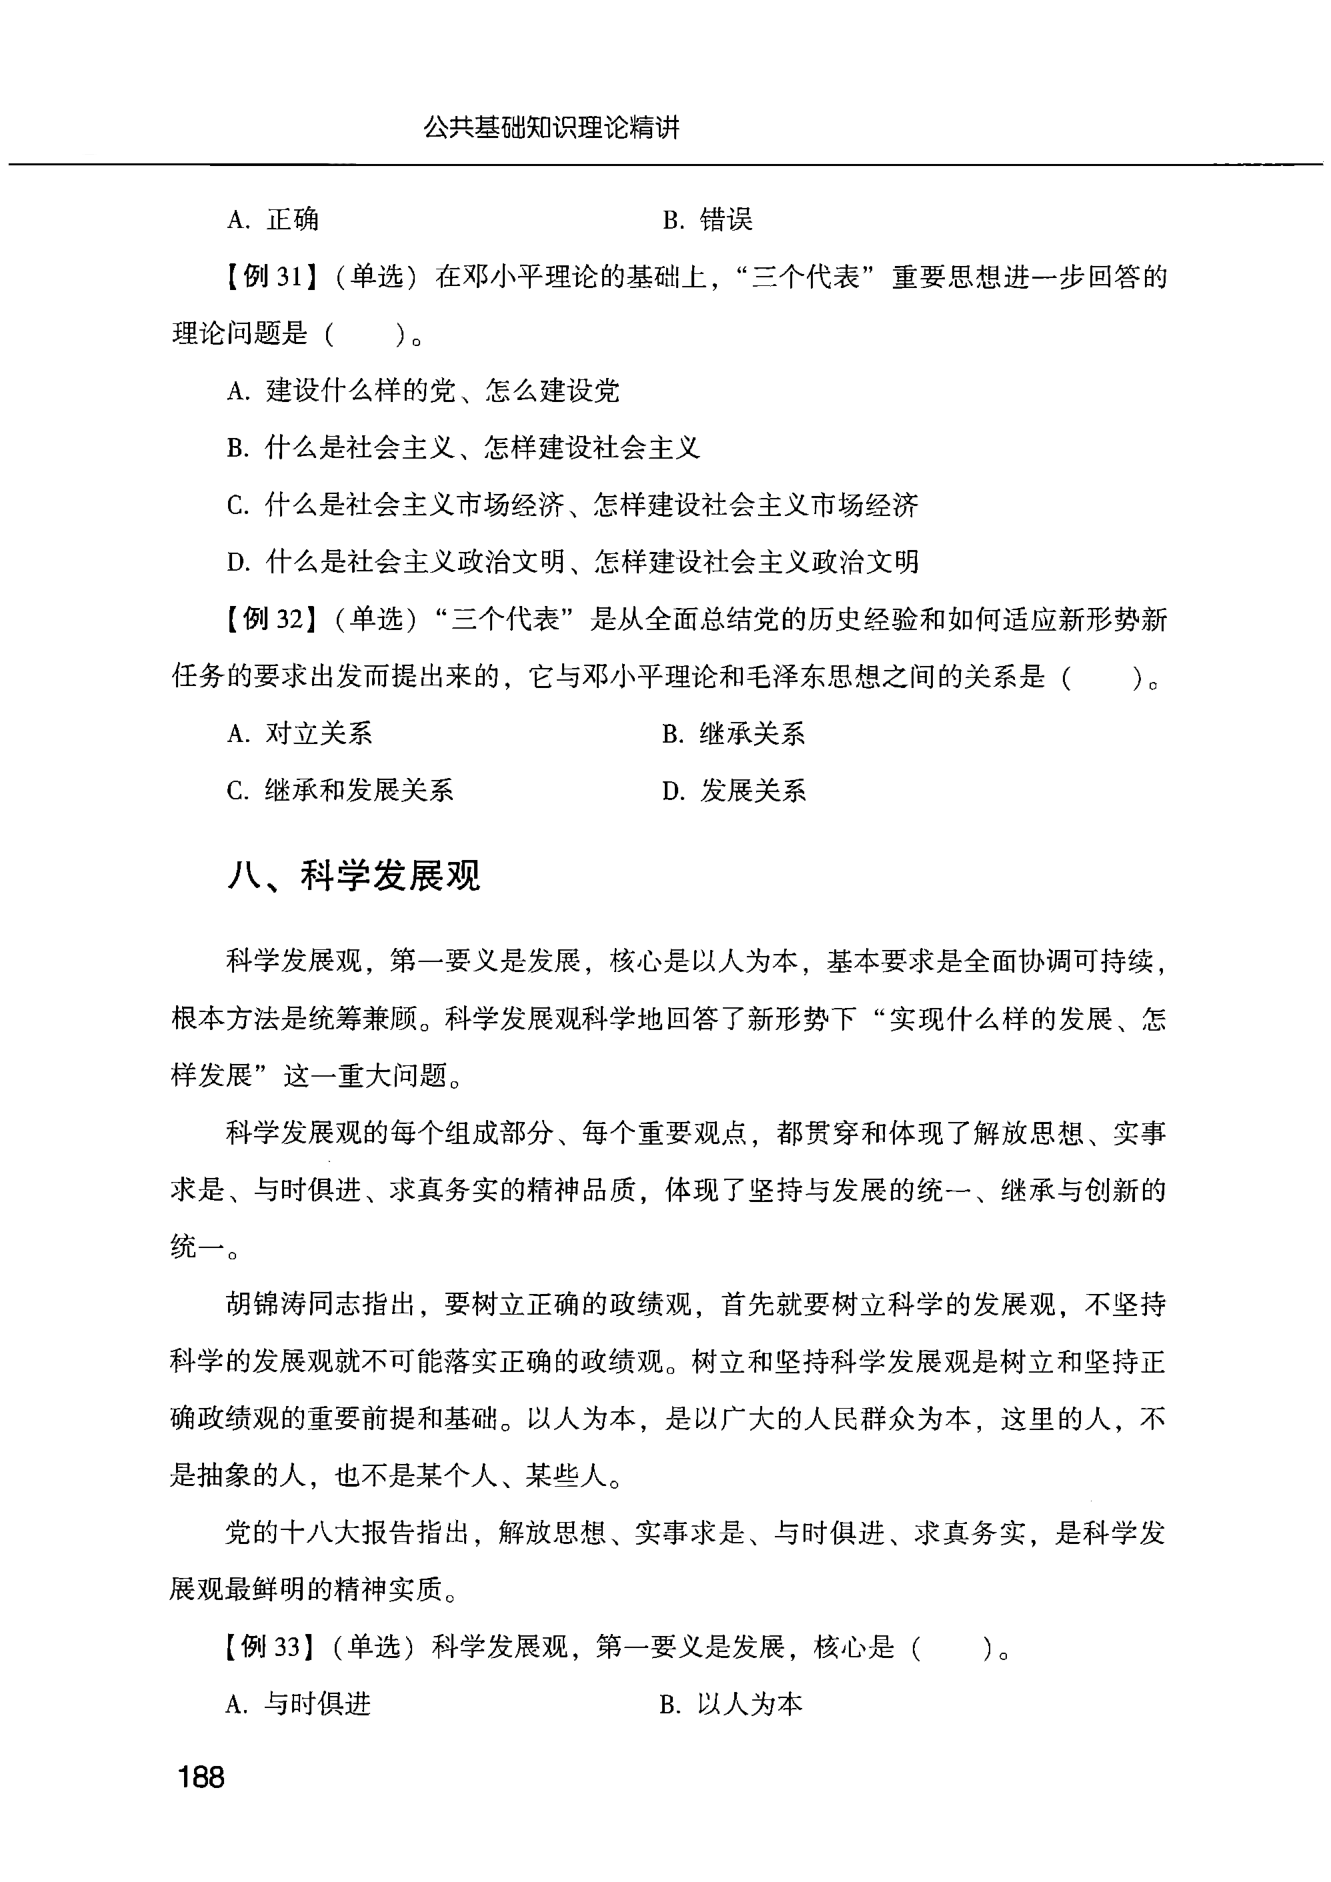 公共基础知识理论精讲
A. 正确 B. 错误
【例 31】（单选）在邓小平理论的基础上，“三个代表”重要思想进一步回答的
理论问题是（　　）。
A. 建设什么样的党、怎么建设党
B. 什么是社会主义、怎样建设社会主义
C. 什么是社会主义市场经济、怎样建设社会主义市场经济
D. 什么是社会主义政治文明、怎样建设社会主义政治文明
【例 32】（单选）“三个代表”是从全面总结党的历史经验和如何适应新形势新
任务的要求出发而提出来的，它与邓小平理论和毛泽东思想之间的关系是（　　）。
A. 对立关系 B. 继承关系
C. 继承和发展关系 D. 发展关系
八、科学发展观
科学发展观，第一要义是发展，核心是以人为本，基本要求是全面协调可持续，
根本方法是统筹兼顾。科学发展观科学地回答了新形势下“实现什么样的发展、怎
样发展”这一重大问题。
科学发展观的每个组成部分、每个重要观点，都贯穿和体现了解放思想、实事
求是、与时俱进、求真务实的精神品质，体现了坚持与发展的统一、继承与创新的
统一。
胡锦涛同志指出，要树立正确的政绩观，首先就要树立科学的发展观，不坚持
科学的发展观就不可能落实正确的政绩观。树立和坚持科学发展观是树立和坚持正
确政绩观的重要前提和基础。以人为本，是以广大的人民群众为本，这里的人，不
是抽象的人，也不是某个人、某些人。
党的十八大报告指出，解放思想、实事求是、与时俱进、求真务实，是科学发
展观最鲜明的精神实质。
【例 33】（单选）科学发展观，第一要义是发展，核心是（　　）。
A. 与时俱进 B. 以人为本
188